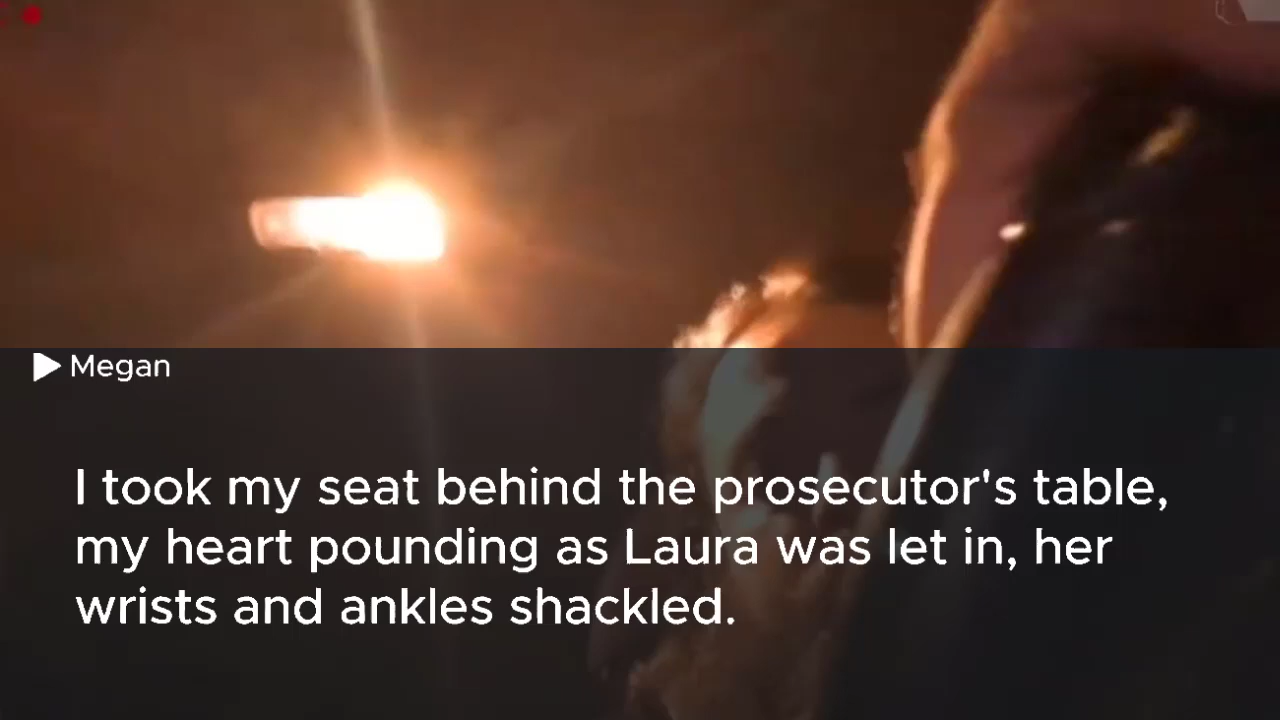 Megan
I took my seat behind the prosecutor's table,
my heart pounding as Laura was let in, her
wrists and ankles shackled.